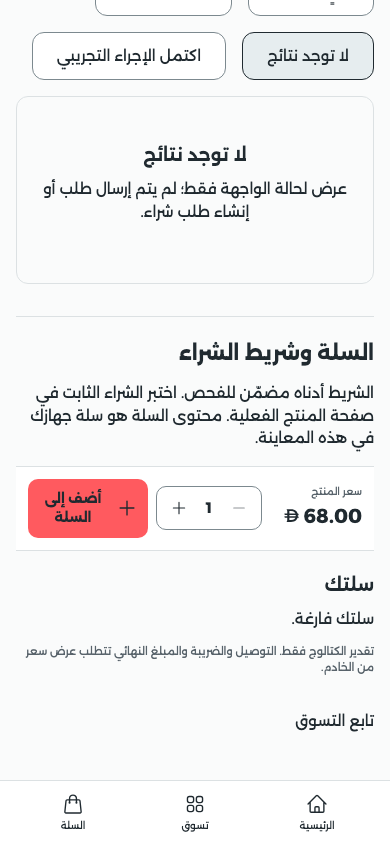 لا توجد نتائج
اكتمل الإجراء التجريبي
لا توجد نتائج
عرض لحالة الواجهة فقط؛ لم يتم إرسال طلب أو
إنشاء طلب شراء.
السلة وشريط الشراء
الشريط أدناه مضمّن للفحص. اختبر الشراء الثابت في
صفحة المنتج الفعلية. محتوى السلة هو سلة جهازك
في هذه المعاينة.
سعر المنتج
68.00
1
أضف إلى
السلة
سلتك
سلتك فارغة.
تقدير الكتالوج فقط. التوصيل والضريبة والمبلغ النهائي تتطلب عرض سعر
من الخادم.
تابع التسوق
الرئيسية
تسوق
السلة